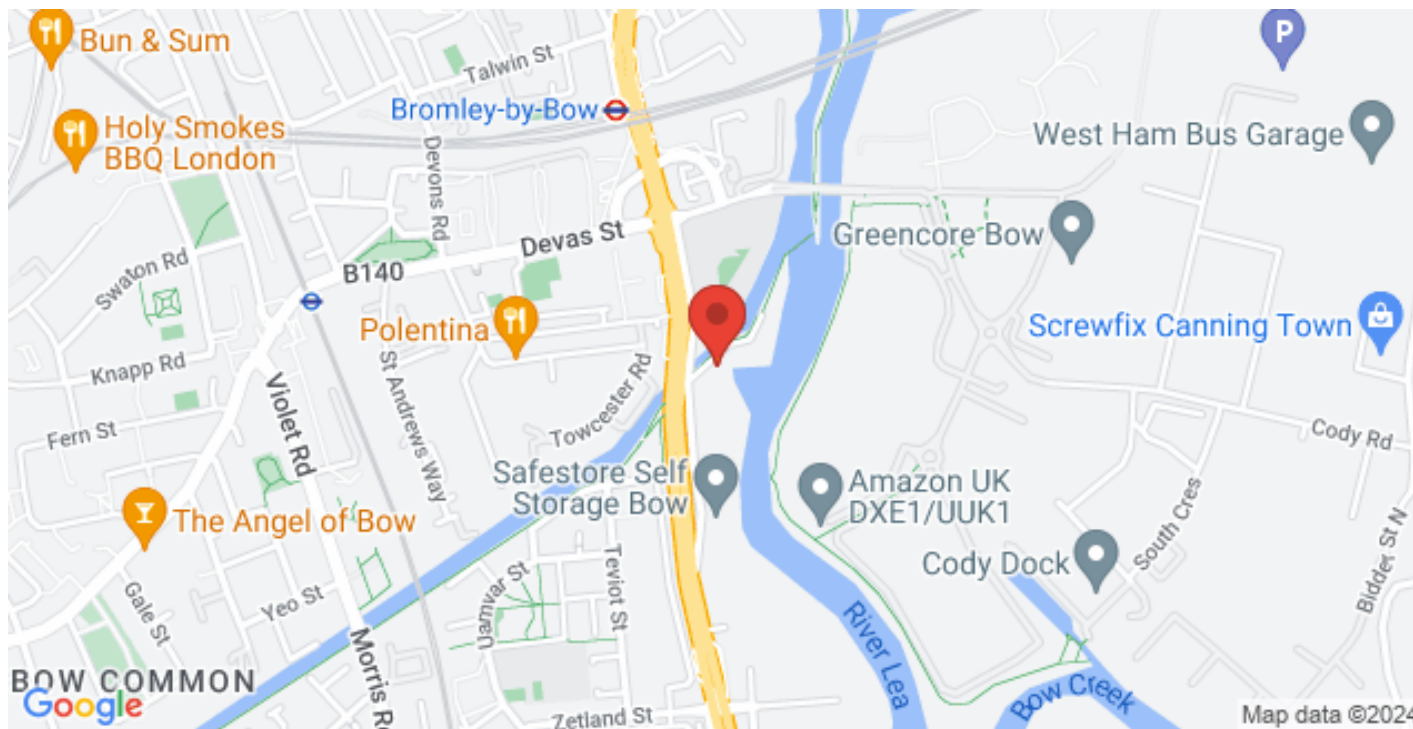 Bun & Sum
Talwin St
P
Bromley-by-Bow
Holy Smokes
BBQ London
Devons Rd
West Ham Bus Garage
Devas St
Greencore Bow
Swaton Rd
B140
Polentina
Screwfix Canning Town
Knapp Rd
St Andrews Way
Towcester Rd
Violet Rd
Fern St
Cody Rd
Safestore Self
Storage Bow
Amazon UK
DXE1/UUK1
South Cres
The Angel of Bow
Cody Dock
Bidder St N
Gale St
Yeo St
Uamvar St
Teviot St
River Lea
Morris Rd
BOW COMMON
Google
Zetland St
Bow Creek
Map data ©2024